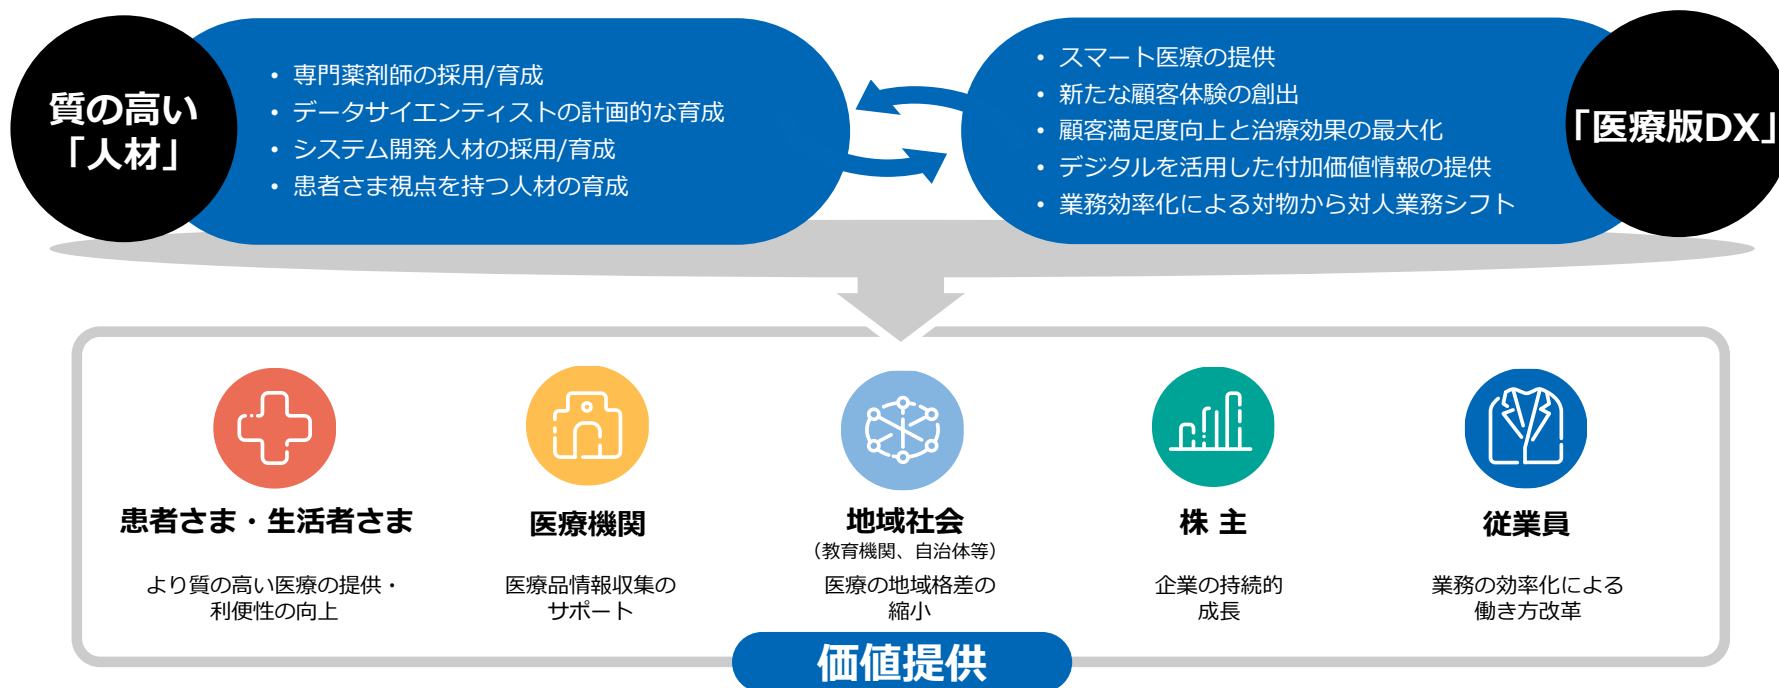 質の高い
「人材」
• 専門薬剤師の採用/育成
• データサイエンティストの計画的な育成
• システム開発人材の採用/育成
• 患者さま視点を持つ人材の育成
• スマート医療の提供
• 新たな顧客体験の創出
• 顧客満足度向上と治療効果の最大化
• デジタルを活用した付加価値情報の提供
• 業務効率化による対物から対人業務シフト
「医療版DX」
患者さま・生活者さま
より質の高い医療の提供・
利便性の向上
医療機関
医療品情報収集の
サポート
地域社会
（教育機関、自治体等）
医療の地域格差の
縮小
株 主
企業の持続的
成長
従業員
業務の効率化による
働き方改革
価値提供